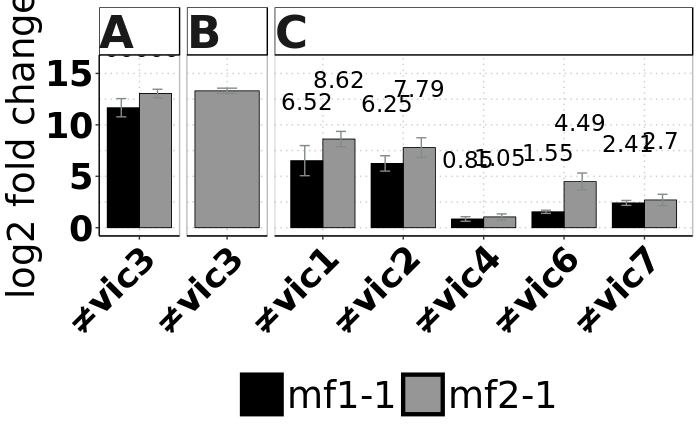 A B C
log2 fold change
15
10
5
0
6.52 8.62 6.25 7.79 0.85 1.05 1.55 4.49 2.41 2.7
≠vic3 ≠vic3 ≠vic1 ≠vic2 ≠vic4 ≠vic6 ≠vic7
mf1-1 mf2-1